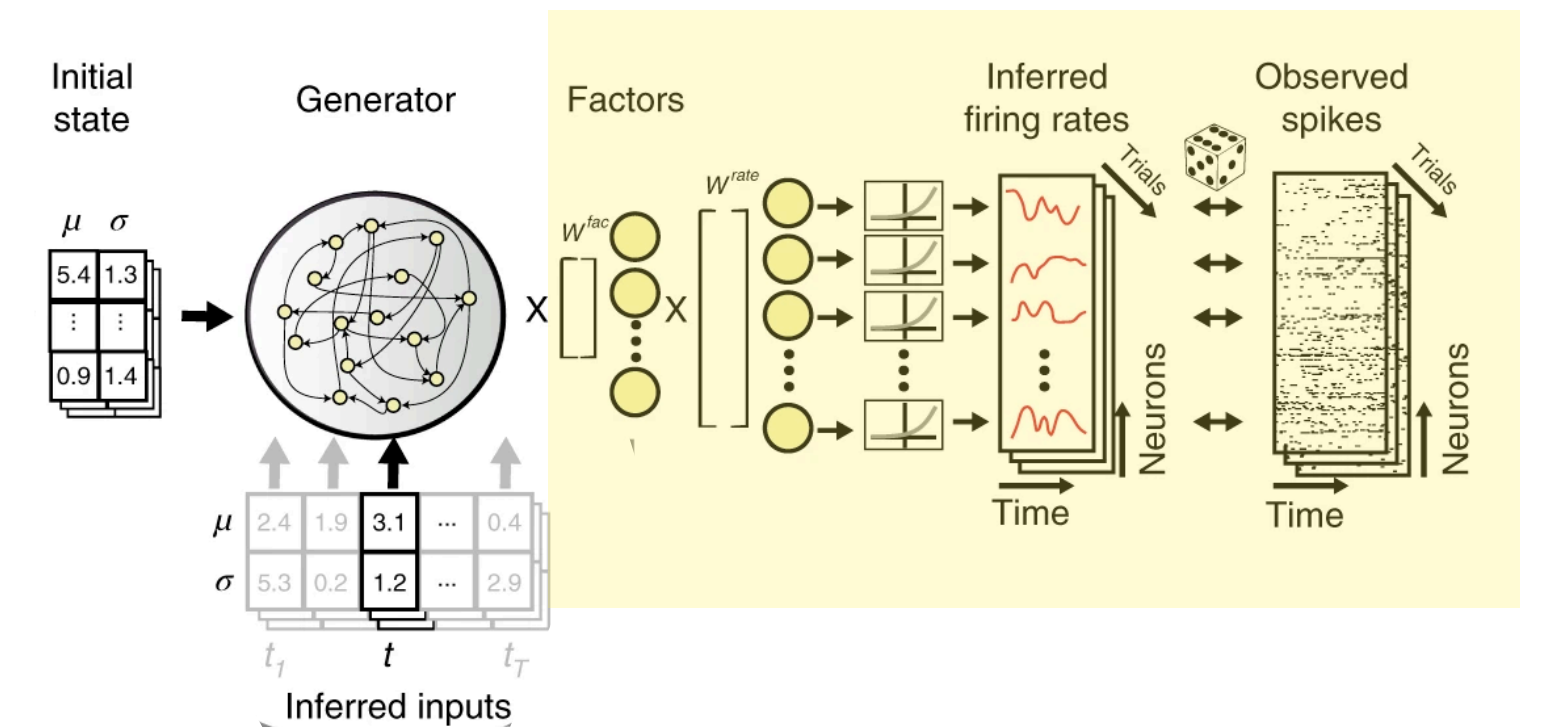 Initial
state
Generator
Factors
Inferred
firing rates
Observed
spikes
Trials
Trials
μ σ
W^rate
W^fac
5.4 1.3
⋮ ⋮
0.9 1.4
X
X
Neurons
Neurons
Time
Time
μ 2.4 1.9 3.1 ... 0.4
σ 5.3 0.2 1.2 ... 2.9
t_1 t t_T
Inferred inputs